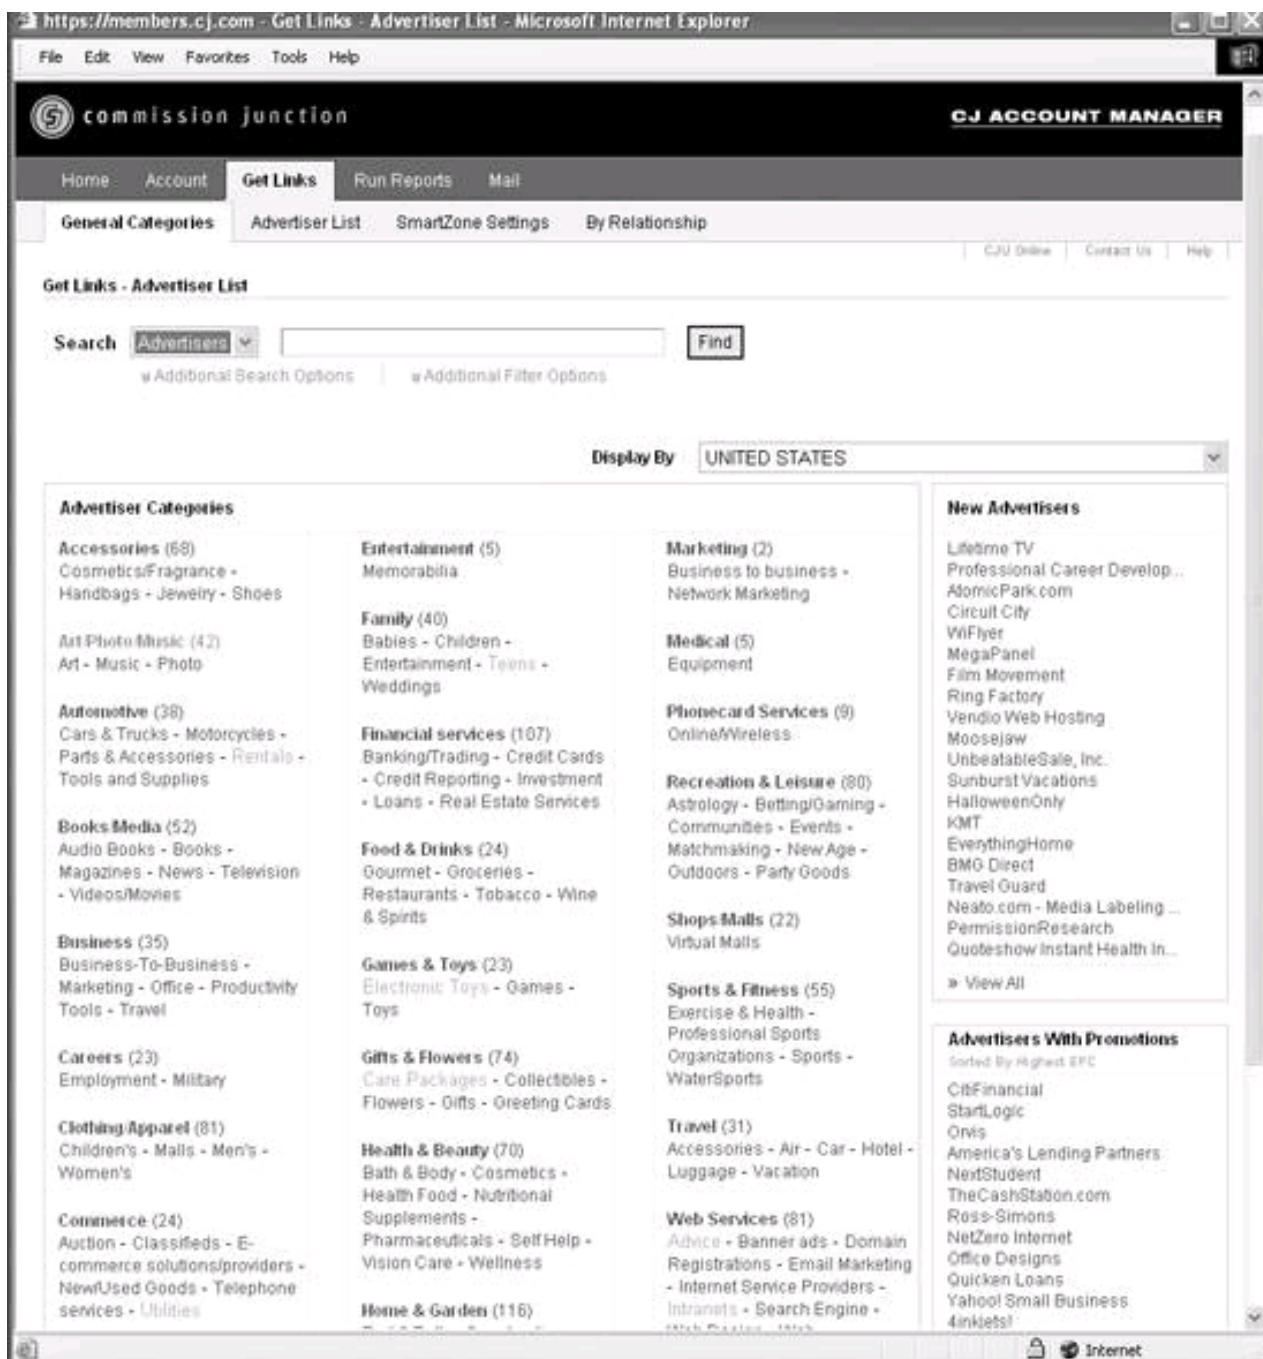 https://members.cj.com - Get Links - Advertiser List - Microsoft Internet Explorer
File Edit View Favorites Tools Help
commission junction
CJ ACCOUNT MANAGER
Home Account Get Links Run Reports Mail
General Categories Advertiser List SmartZone Settings By Relationship
CJU Online Contact Us Help
Get Links - Advertiser List
Search Advertisers Find
Additional Search Options Additional Filter Options
Display By UNITED STATES
Advertiser Categories
Accessories (68)
Cosmetics/Fragrance -
Handbags - Jewelry - Shoes
Art/Photo/Music (42)
Art - Music - Photo
Automotive (38)
Cars & Trucks - Motorcycles -
Parts & Accessories - Rentals -
Tools and Supplies
Books/Media (52)
Audio Books - Books -
Magazines - News - Television
- Videos/Movies
Business (35)
Business-To-Business -
Marketing - Office - Productivity
Tools - Travel
Careers (23)
Employment - Military
Clothing/Apparel (81)
Children's - Malls - Men's -
Women's
Commerce (24)
Auction - Classifieds - E-
commerce solutions/providers -
New/Used Goods - Telephone
services - Utilities
Entertainment (5)
Memorabilia
Family (40)
Babies - Children -
Entertainment - Teens -
Weddings
Financial services (107)
Banking/Trading - Credit Cards
- Credit Reporting - Investment
- Loans - Real Estate Services
Food & Drinks (24)
Gourmet - Groceries -
Restaurants - Tobacco - Wine
& Spirits
Games & Toys (23)
Electronic Toys - Games -
Toys
Gifts & Flowers (74)
Care Packages - Collectibles -
Flowers - Gifts - Greeting Cards
Health & Beauty (70)
Bath & Body - Cosmetics -
Health Food - Nutritional
Supplements -
Pharmaceuticals - Self Help -
Vision Care - Wellness
Home & Garden (116)
Marketing (2)
Business to business -
Network Marketing
Medical (5)
Equipment
Phonecard Services (9)
Online/Wireless
Recreation & Leisure (80)
Astrology - Betting/Gaming -
Communities - Events -
Matchmaking - New Age -
Outdoors - Party Goods
Shops/Malls (22)
Virtual Malls
Sports & Fitness (55)
Exercise & Health -
Professional Sports
Organizations - Sports -
WaterSports
Travel (31)
Accessories - Air - Car - Hotel -
Luggage - Vacation
Web Services (81)
Advice - Banner ads - Domain
Registrations - Email Marketing
- Internet Service Providers -
Intranets - Search Engine -
New Advertisers
Lifetime TV
Professional Career Develop...
AtomicPark.com
Circuit City
WiFlyer
MegaPanel
Film Movement
Ring Factory
Vendio Web Hosting
Moosejaw
UnbeatableSale, Inc.
Sunburst Vacations
HalloweenOnly
KMT
EverythingHome
BMG Direct
Travel Guard
Neato.com - Media Labeling ...
PermissionResearch
Quoteshow Instant Health In...
» View All
Advertisers With Promotions
Sorted By Highest EPC
CitiFinancial
StartLogic
Orvis
America's Lending Partners
NextStudent
TheCashStation.com
Ross-Simons
NetZero Internet
Office Designs
Quicken Loans
Yahoo! Small Business
4inkjets!
Internet